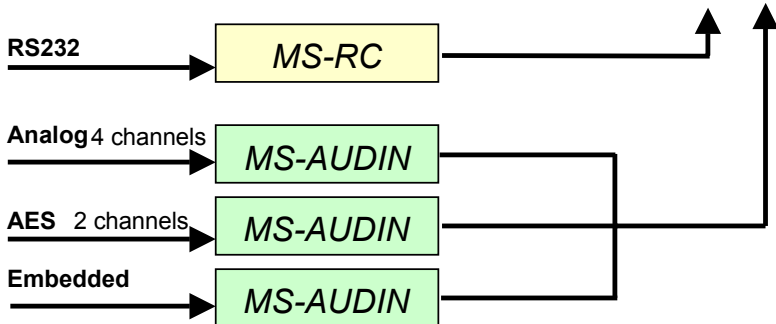 RS232
MS-RC
Analog 4 channels
MS-AUDIN
AES 2 channels
MS-AUDIN
Embedded
MS-AUDIN